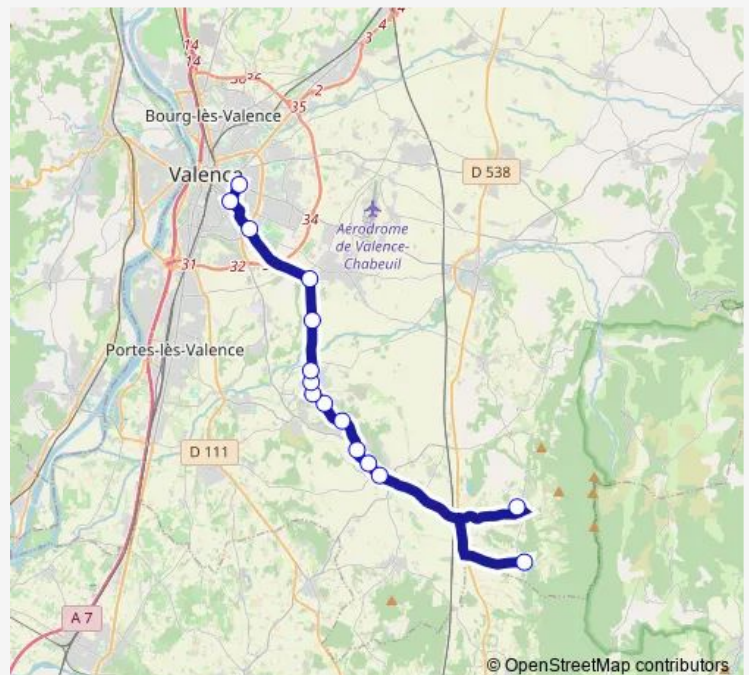 14
14
3
4
4
2
35
Bourg-lès-Valence
Valence
D 538
34
Aérodrome
de Valence-
Chabeuil
31
32
Portes-lès-Valence
D 111
A 7
© OpenStreetMap contributors